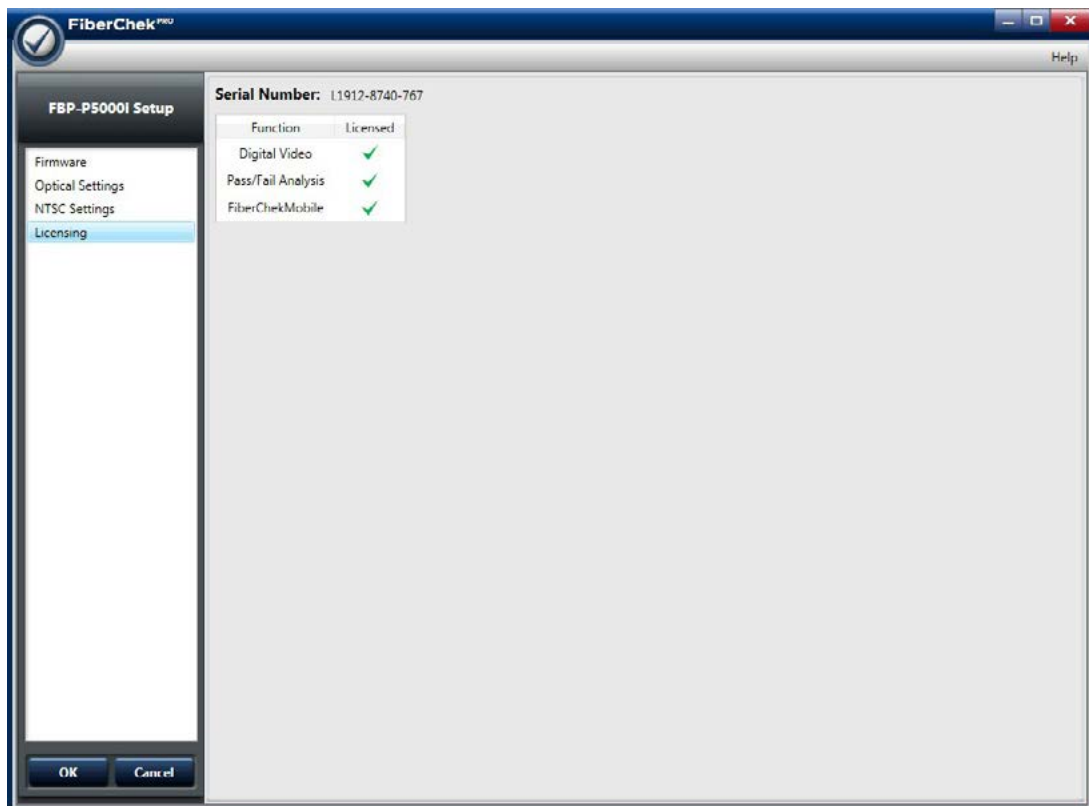 FiberChekPRO
Help
FBP-P5000I Setup
Firmware
Optical Settings
NTSC Settings
Licensing
OK Cancel
Serial Number: L1912-8740-767
Function Licensed
Digital Video
Pass/Fail Analysis
FiberChekMobile